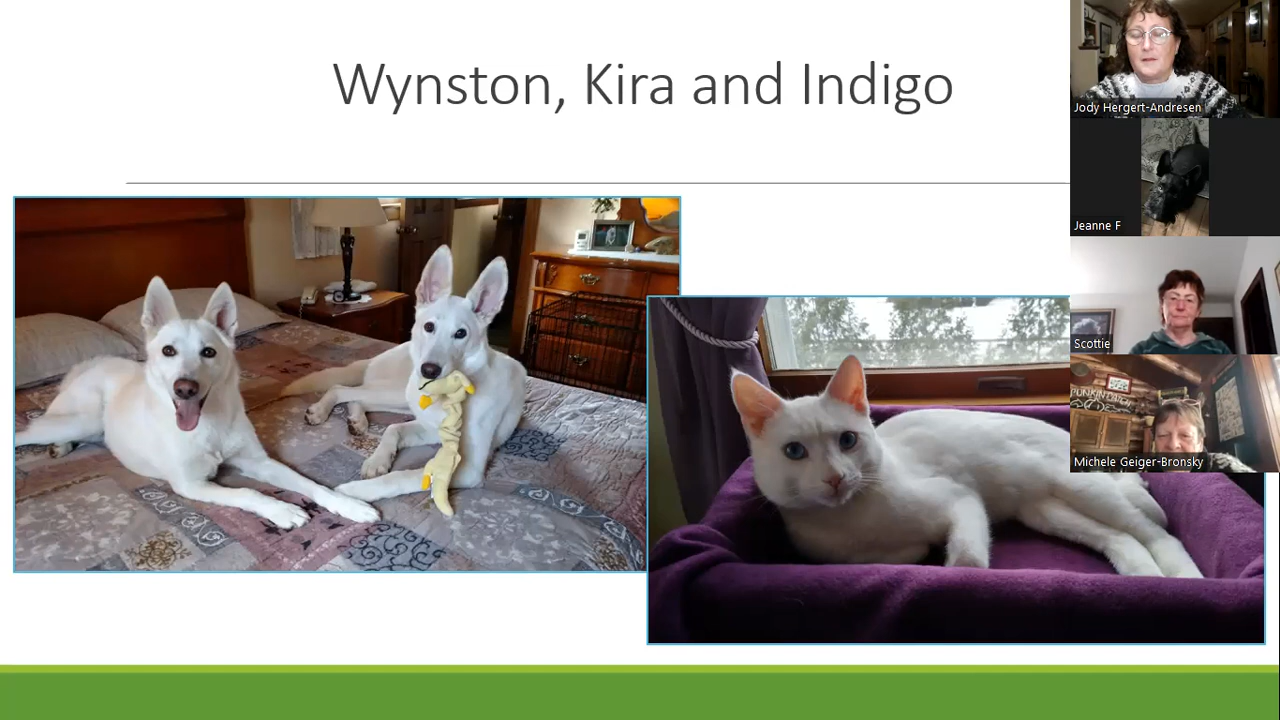 Wynston, Kira and Indigo
Jody Hergert-Andresen
Jeanne F
Scottie
Michele Geiger-Bronsky